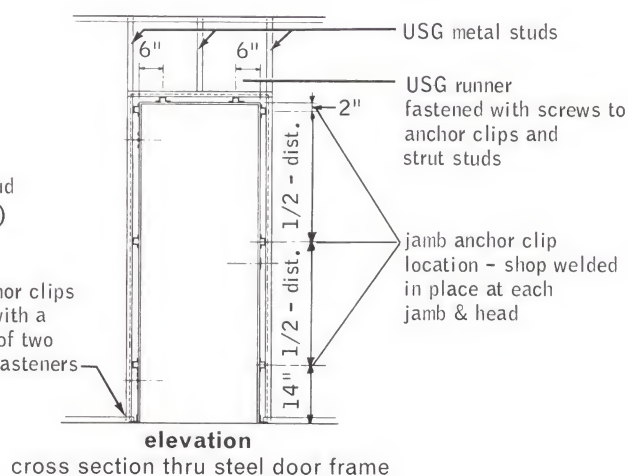 USG metal studs
6"
6"
USG runner
fastened with screws to
anchor clips and
strut studs
2"
1/2 - dist.
jamb anchor clip
location - shop welded
in place at each
jamb & head
1/2 - dist.
14"
)
hor clips
with a
of two
asteners
elevation
cross section thru steel door frame